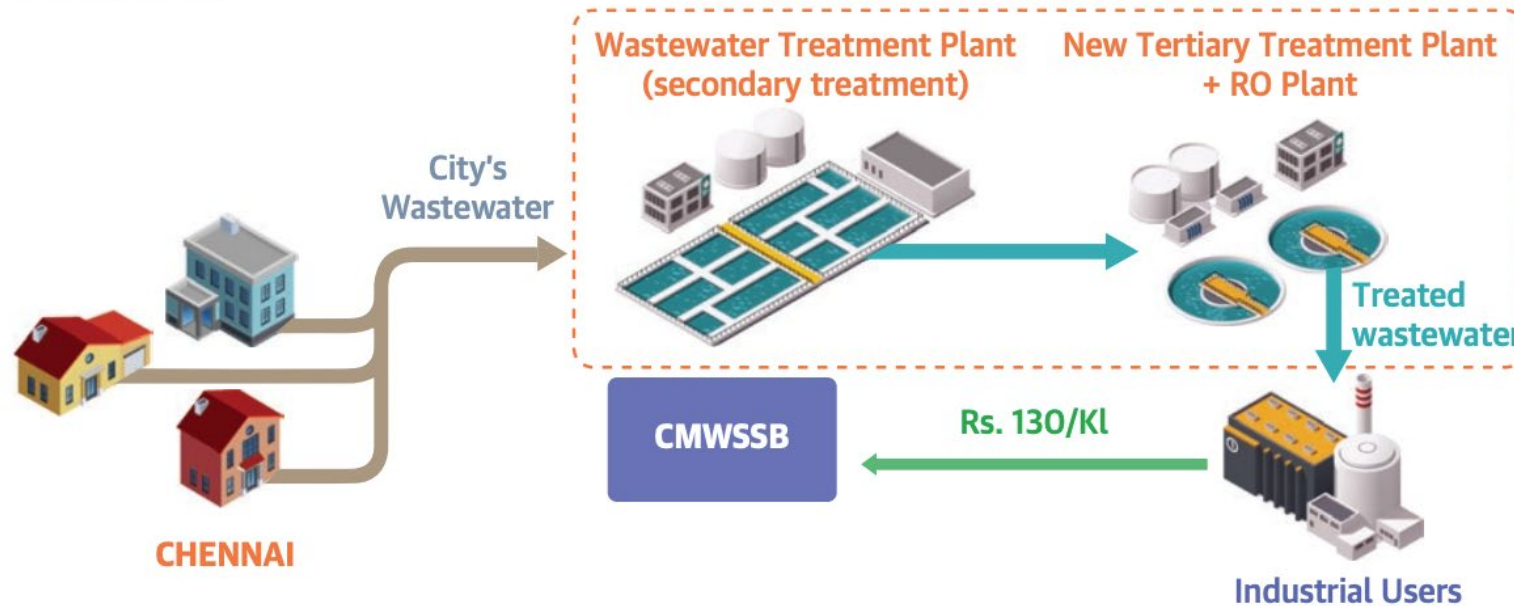 Wastewater Treatment Plant
(secondary treatment)
New Tertiary Treatment Plant
+ RO Plant
City's
Wastewater
Treated
wastewater
CMWSSB
Rs. 130/Kl
CHENNAI
Industrial Users